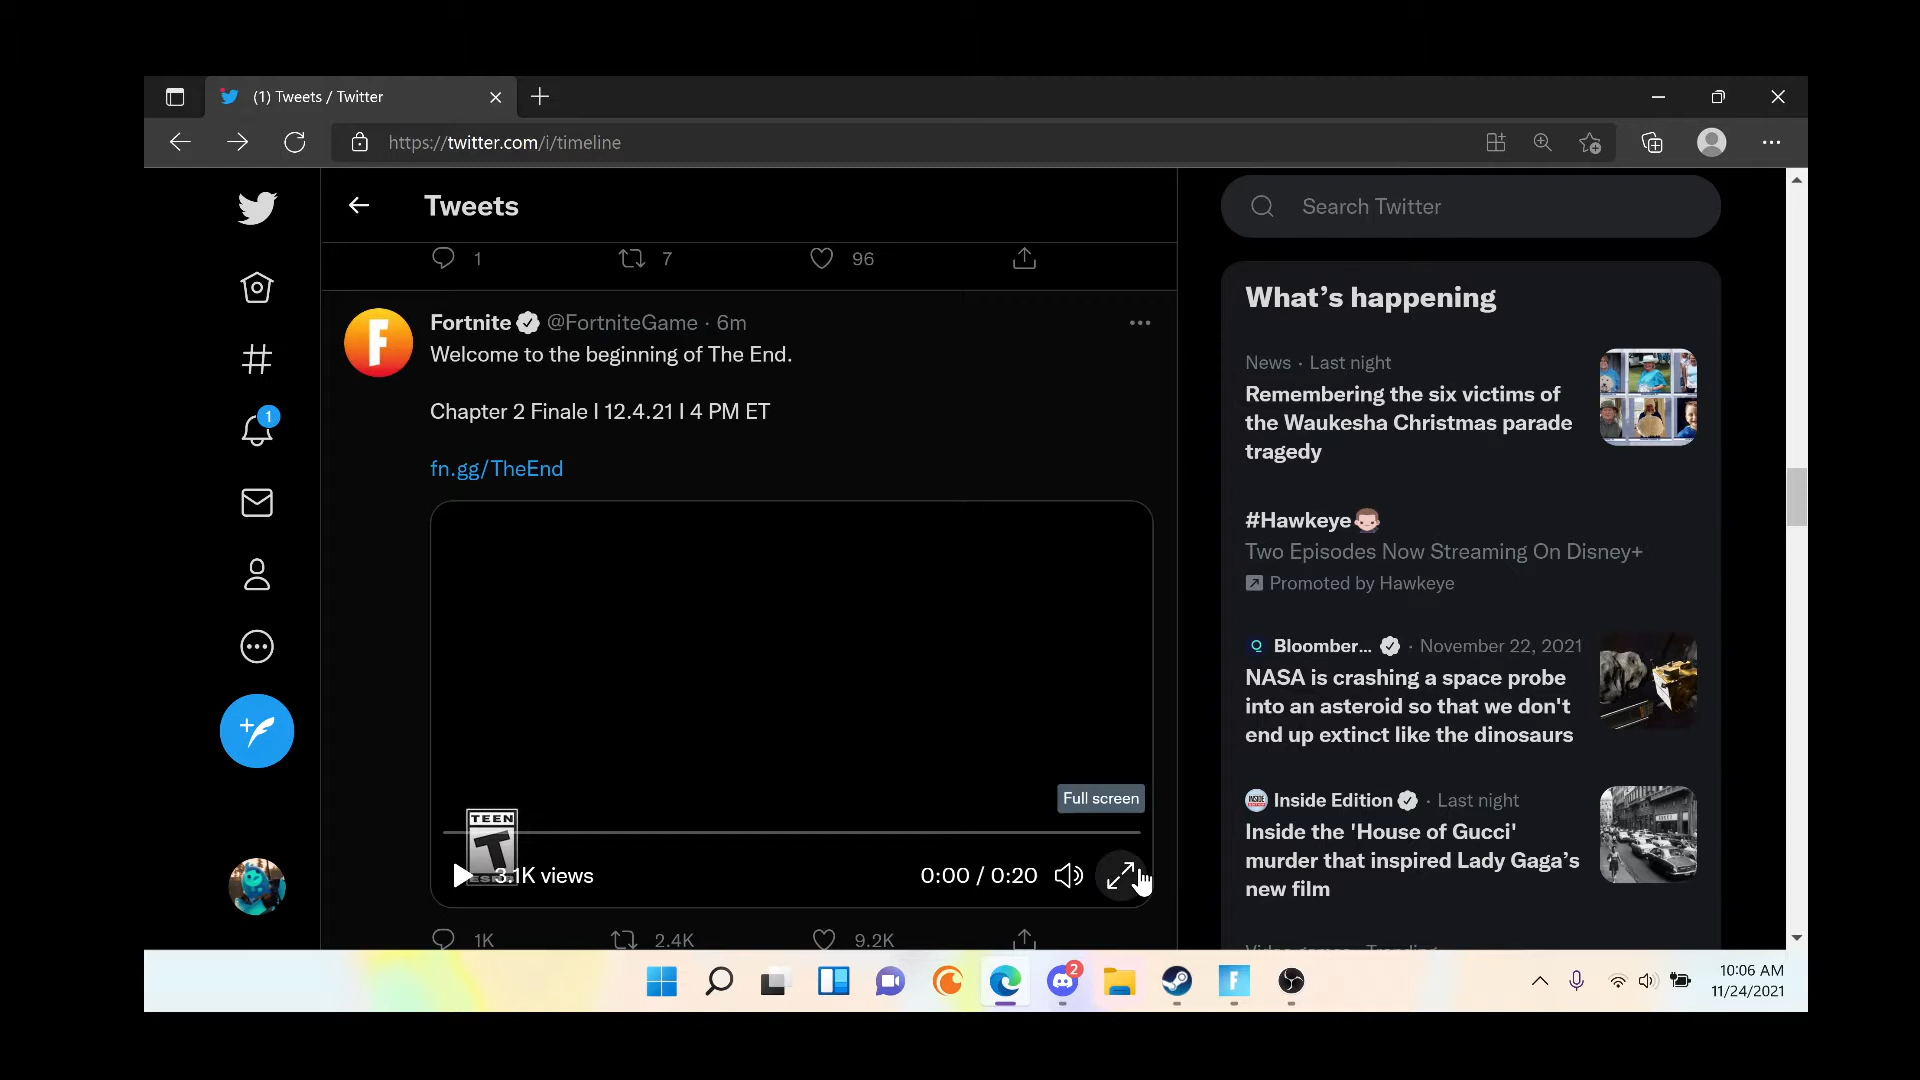 (1) Tweets / Twitter
https://twitter.com/i/timeline
Tweets
Search Twitter
1 7 96
Fortnite @FortniteGame · 6m
Welcome to the beginning of The End.
Chapter 2 Finale | 12.4.21 | 4 PM ET
fn.gg/TheEnd
TEEN
T
ESRB
Full screen
3.1K views
0:00 / 0:20
1K 2.4K 9.2K
1
What's happening
News · Last night
Remembering the six victims of
the Waukesha Christmas parade
tragedy
#Hawkeye
Two Episodes Now Streaming On Disney+
Promoted by Hawkeye
Bloomber... · November 22, 2021
NASA is crashing a space probe
into an asteroid so that we don't
end up extinct like the dinosaurs
Inside Edition · Last night
Inside the 'House of Gucci'
murder that inspired Lady Gaga's
new film
Video games · Trending
2
10:06 AM
11/24/2021